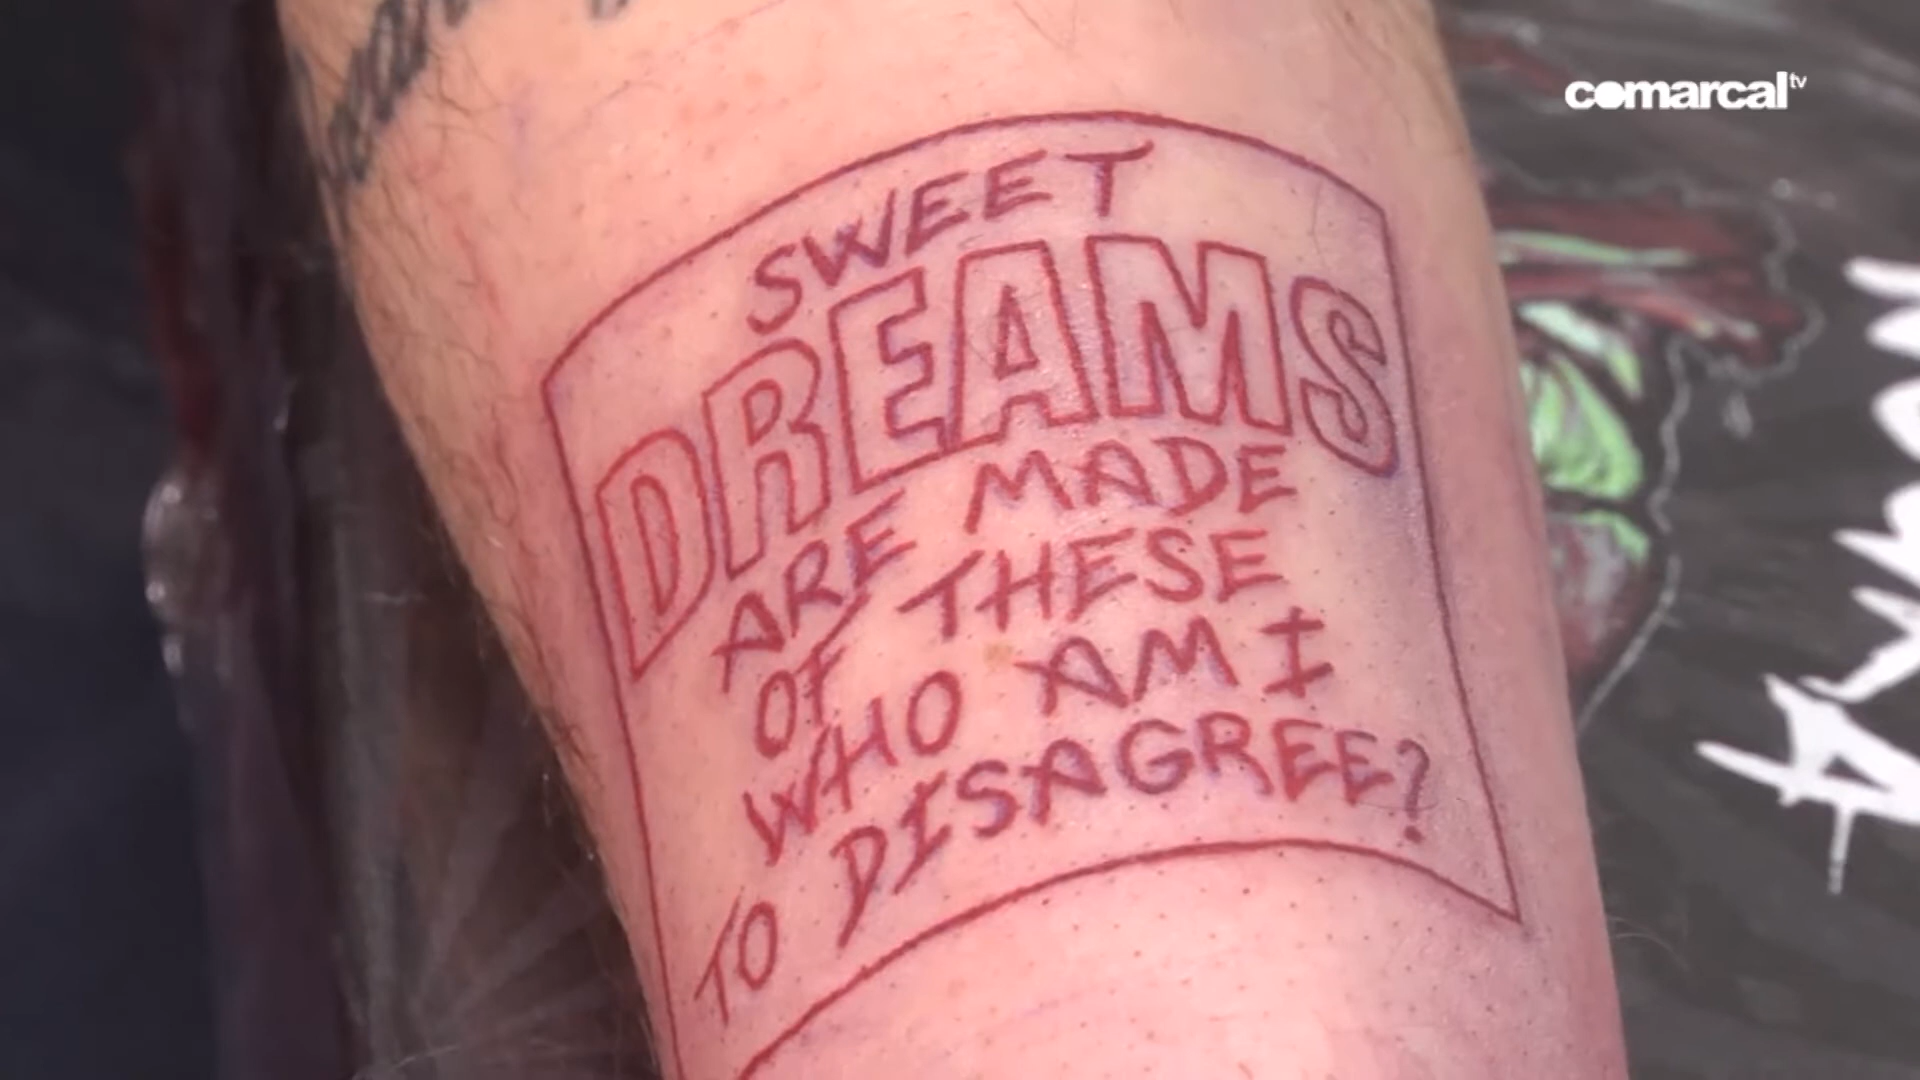 comarcal tv
SWEET
DREAMS
ARE MADE
OF THESE
WHO AM I
TO DISAGREE?